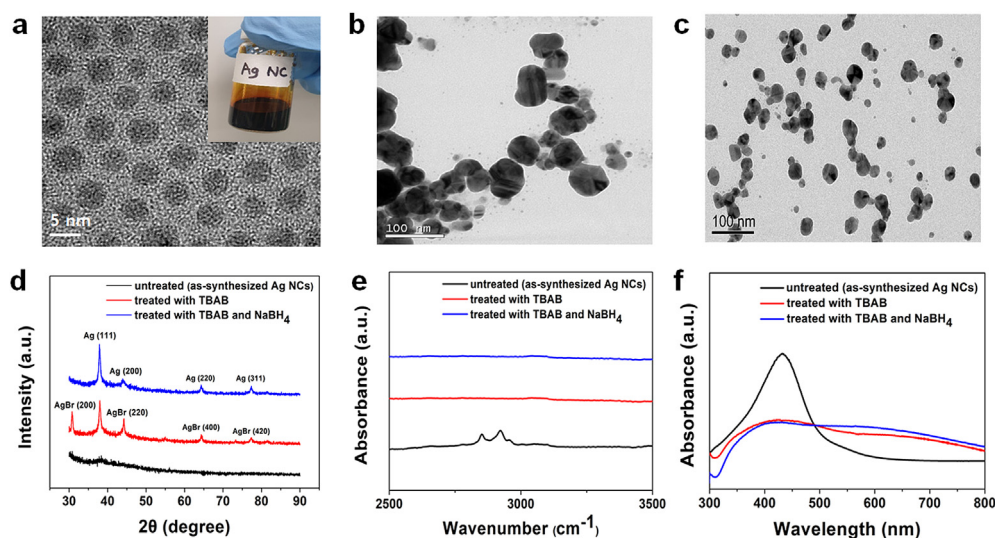 a
Ag NC
5 nm
b
100 nm
c
100 nm
d
untreated (as-synthesized Ag NCs)
treated with TBAB
treated with TBAB and NaBH4
Ag (111)
Ag (200)
Ag (220)
Ag (311)
AgBr (200)
AgBr (220)
AgBr (400)
AgBr (420)
Intensity (a.u.)
30 40 50 60 70 80 90
2θ (degree)
e
untreated (as-synthesized Ag NCs)
treated with TBAB
treated with TBAB and NaBH4
Absorbance (a.u.)
2500 3000 3500
Wavenumber (cm-1)
f
untreated (as-synthesized Ag NCs)
treated with TBAB
treated with TBAB and NaBH4
Absorbance (a.u.)
300 400 500 600 700 800
Wavelength (nm)